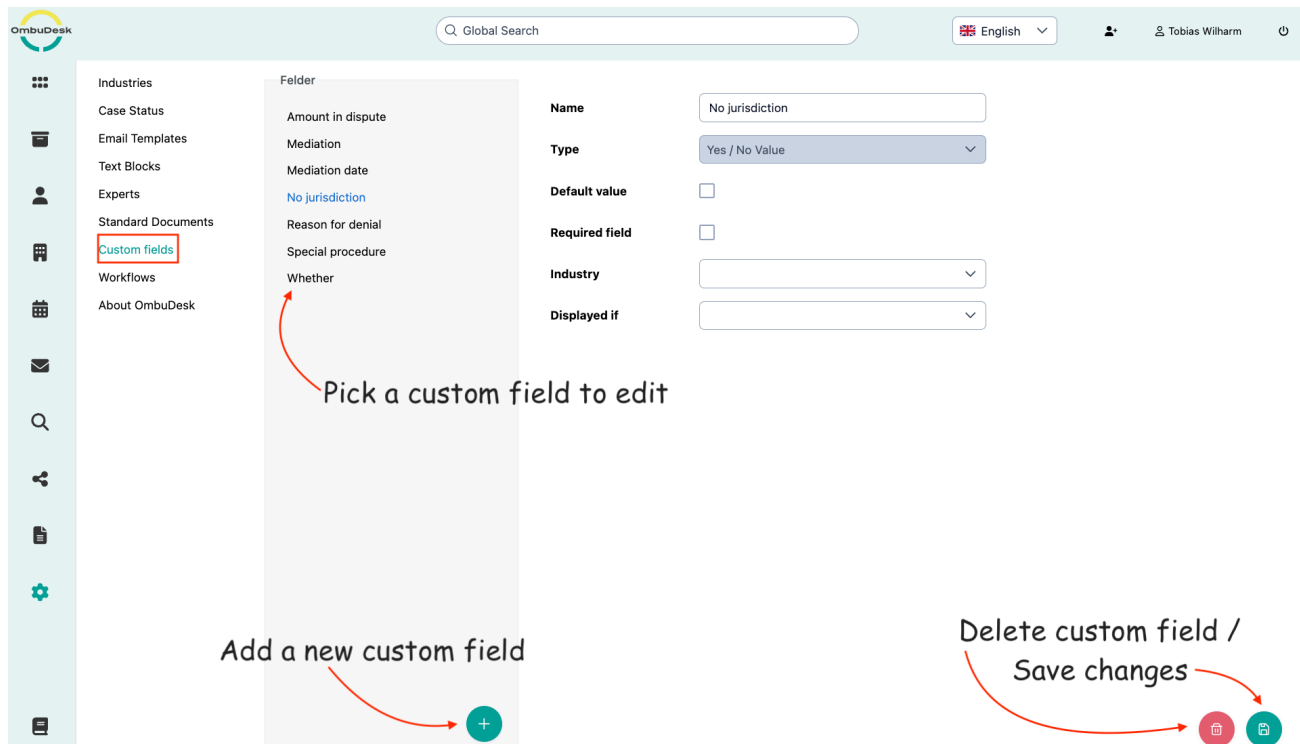 OmbuDesk
Global Search
English
Tobias Wilharm
Industries
Case Status
Email Templates
Text Blocks
Experts
Standard Documents
Custom fields
Workflows
About OmbuDesk
Felder
Amount in dispute
Mediation
Mediation date
No jurisdiction
Reason for denial
Special procedure
Whether
Name
No jurisdiction
Type
Yes / No Value
Default value
Required field
Industry
Displayed if
Pick a custom field to edit
Add a new custom field
Delete custom field /
Save changes